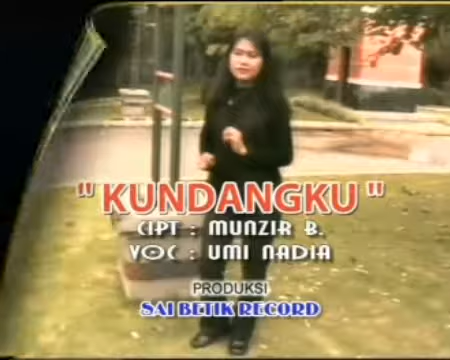 " KUNDANGKU "
CIPT : MUNZIR B.
VOC : UMI NADIA
PRODUKSI
SAI BETIK RECORD